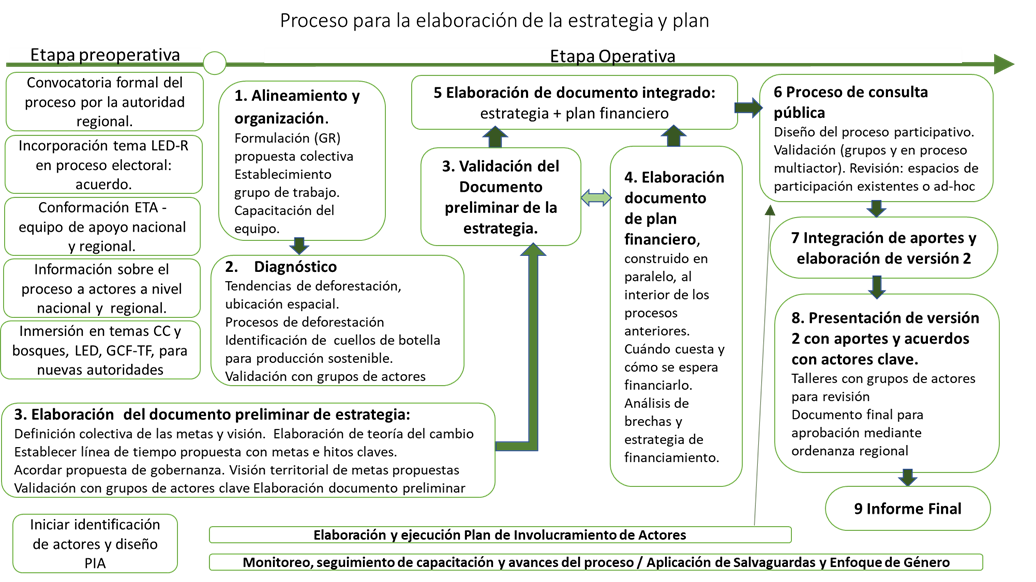 Proceso para la elaboración de la estrategia y plan
Etapa preoperativa
Etapa Operativa
Convocatoria formal del
proceso por la autoridad
regional.
Incorporación tema LED-R
en proceso electoral:
acuerdo.
Conformación ETA -
equipo de apoyo nacional
y regional.
Información sobre el
proceso a actores a nivel
nacional y regional.
Inmersión en temas CC y
bosques, LED, GCF-TF, para
nuevas autoridades
1. Alineamiento y
organización.
Formulación (GR)
propuesta colectiva
Establecimiento
grupo de trabajo.
Capacitación del
equipo.
2. Diagnóstico
Tendencias de deforestación,
ubicación espacial.
Procesos de deforestación
Identificación de cuellos de botella
para producción sostenible.
Validación con grupos de actores
3. Elaboración del documento preliminar de estrategia:
Definición colectiva de las metas y visión. Elaboración de teoría del cambio
Establecer línea de tiempo propuesta con metas e hitos claves.
Acordar propuesta de gobernanza. Visión territorial de metas propuestas
Validación con grupos de actores clave Elaboración documento preliminar
5 Elaboración de documento integrado:
estrategia + plan financiero
3. Validación del
Documento
preliminar de la
estrategia.
4. Elaboración
documento
de plan
financiero,
construido en
paralelo, al
interior de los
procesos
anteriores.
Cuándo cuesta y
cómo se espera
financiarlo.
Análisis de
brechas y
estrategia de
financiamiento.
6 Proceso de consulta
pública
Diseño del proceso participativo.
Validación (grupos y en proceso
multiactor). Revisión: espacios de
participación existentes o ad-hoc
7 Integración de aportes y
elaboración de versión 2
8. Presentación de versión
2 con aportes y acuerdos
con actores clave.
Talleres con grupos de actores
para revisión
Documento final para
aprobación mediante
ordenanza regional
9 Informe Final
Iniciar identificación
de actores y diseño
PIA
Elaboración y ejecución Plan de Involucramiento de Actores
Monitoreo, seguimiento de capacitación y avances del proceso / Aplicación de Salvaguardas y Enfoque de Género